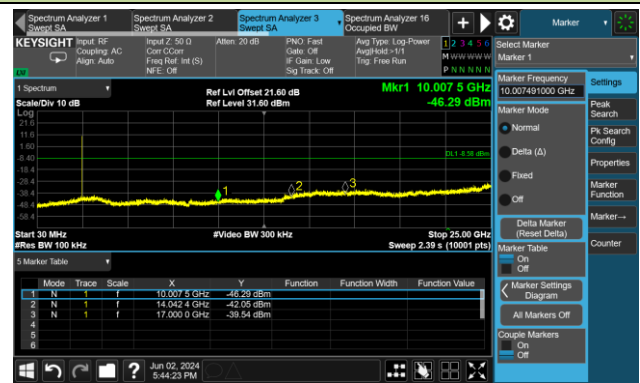 Spectrum Analyzer 1
Swept SA
Spectrum Analyzer 2
Swept SA
Spectrum Analyzer 3
Swept SA
Spectrum Analyzer 16
Occupied BW
Marker
KEYSIGHT
Input: RF
Coupling: AC
Align: Auto
Input Z: 50 Ω
Corr CCorr
Freq Ref: Int (S)
NFE: Off
Atten: 20 dB
PNO: Fast
Gate: Off
IF Gain: Low
Sig Track: Off
Avg Type: Log-Power
Avg|Hold:>1/1
Trig: Free Run
1 2 3 4 5 6
M W W W W W
P N N N N N
LXI
1 Spectrum
Scale/Div 10 dB
Ref Lvl Offset 21.60 dB
Ref Level 31.60 dBm
Mkr1 10.007 5 GHz
-46.29 dBm
Log
21.6
11.6
1.60
-8.40
-18.4
-28.4
-38.4
-48.4
-58.4
DL1 -8.58 dBm
1
2
3
Start 30 MHz
#Video BW 300 kHz
Stop 25.00 GHz
#Res BW 100 kHz
Sweep 2.39 s (10001 pts)
5 Marker Table
Mode Trace Scale X Y Function Function Width Function Value
1 N 1 f 10.007 5 GHz -46.29 dBm
2 N 1 f 14.042 4 GHz -42.05 dBm
3 N 1 f 17.000 0 GHz -39.54 dBm
4
5
6
Jun 02, 2024
5:44:23 PM
Select Marker
Marker 1
Marker Frequency
10.007491000 GHz
Marker Mode
Normal
Delta (Δ)
Fixed
Off
Delta Marker
(Reset Delta)
Marker Table
On
Off
Marker Settings
Diagram
All Markers Off
Couple Markers
On
Off
Settings
Peak
Search
Pk Search
Config
Properties
Marker
Function
Marker→
Counter